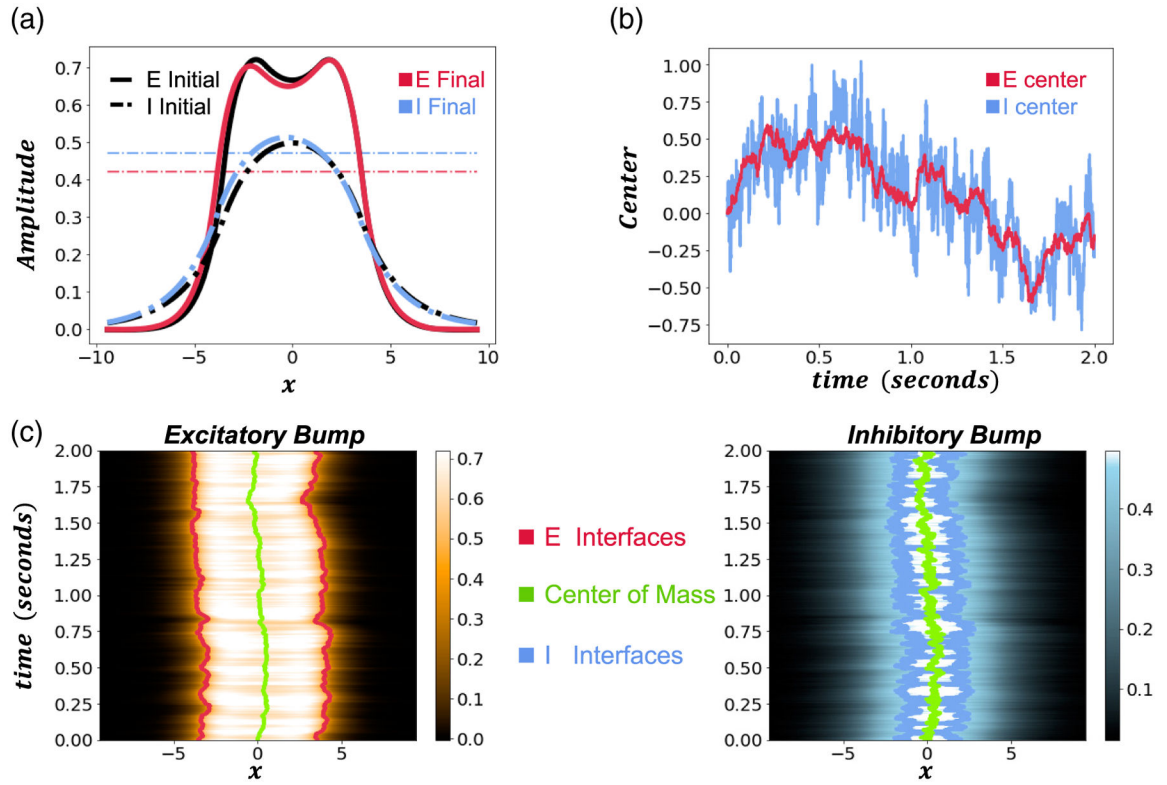 (a)
0.7
0.6
0.5
0.4
0.3
0.2
0.1
0.0
Amplitude
E Initial
I Initial
E Final
I Final
−10
−5
0
5
10
x
(b)
1.00
0.75
0.50
0.25
0.00
−0.25
−0.50
−0.75
Center
E center
I center
0.0
0.5
1.0
1.5
2.0
time (seconds)
(c)
Excitatory Bump
2.00
1.75
1.50
1.25
1.00
0.75
0.50
0.25
0.00
time (seconds)
−5
0
5
x
0.7
0.6
0.5
0.4
0.3
0.2
0.1
0.0
E Interfaces
Center of Mass
I Interfaces
Inhibitory Bump
2.00
1.75
1.50
1.25
1.00
0.75
0.50
0.25
0.00
−5
0
5
x
0.4
0.3
0.2
0.1